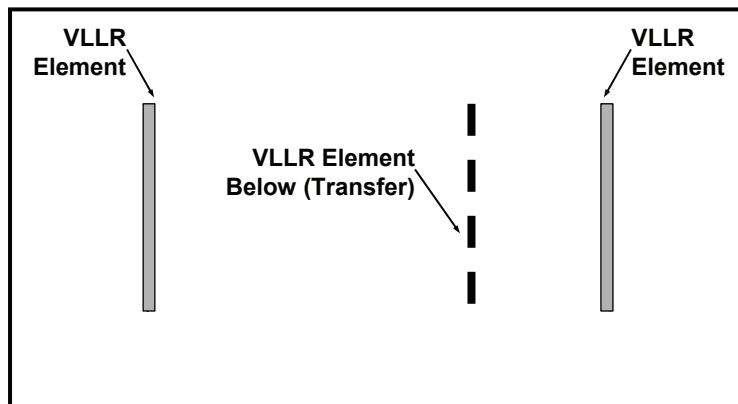 VLLR
Element
VLLR
Element
VLLR Element
Below (Transfer)